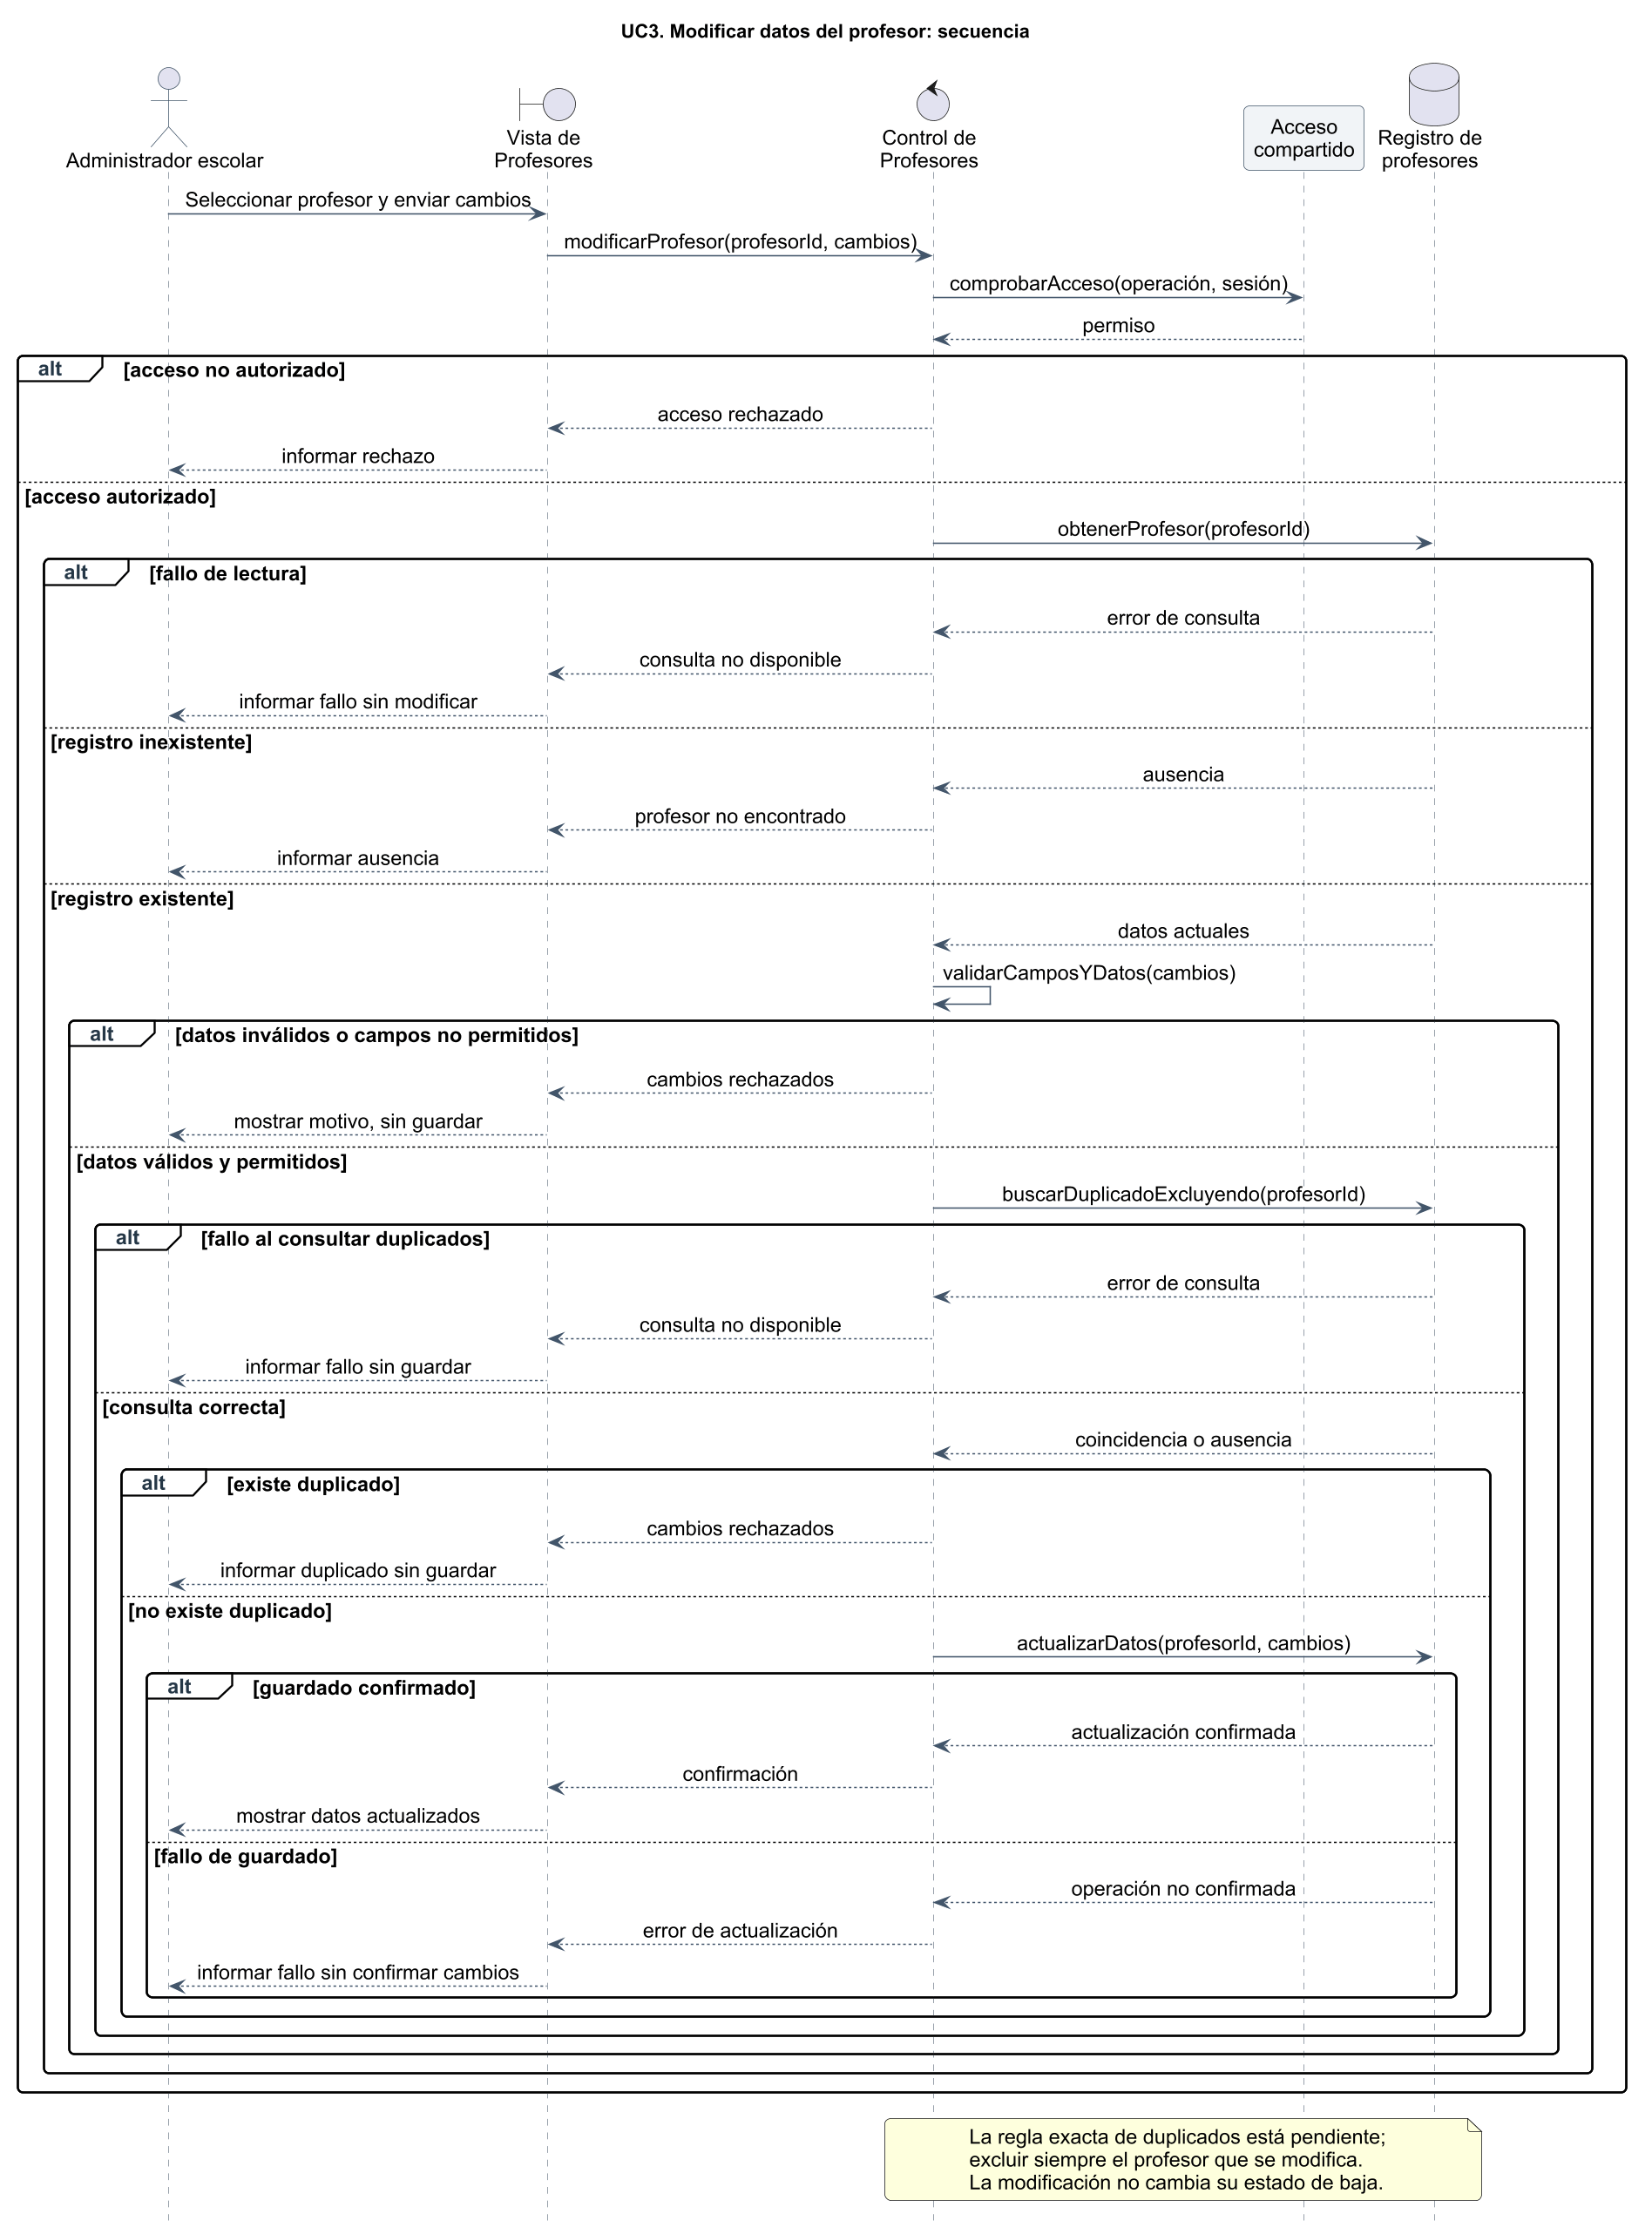 UC3. Modificar datos del profesor: secuencia
Administrador escolar
Vista de
Profesores
Control de
Profesores
Acceso
compartido
Registro de
profesores
Seleccionar profesor y enviar cambios
modificarProfesor(profesorId, cambios)
comprobarAcceso(operación, sesión)
permiso
alt [acceso no autorizado]
acceso rechazado
informar rechazo
[acceso autorizado]
obtenerProfesor(profesorId)
alt [fallo de lectura]
error de consulta
consulta no disponible
informar fallo sin modificar
[registro inexistente]
ausencia
profesor no encontrado
informar ausencia
[registro existente]
datos actuales
validarCamposYDatos(cambios)
alt [datos inválidos o campos no permitidos]
cambios rechazados
mostrar motivo, sin guardar
[datos válidos y permitidos]
buscarDuplicadoExcluyendo(profesorId)
alt [fallo al consultar duplicados]
error de consulta
consulta no disponible
informar fallo sin guardar
[consulta correcta]
coincidencia o ausencia
alt [existe duplicado]
cambios rechazados
informar duplicado sin guardar
[no existe duplicado]
actualizarDatos(profesorId, cambios)
alt [guardado confirmado]
actualización confirmada
confirmación
mostrar datos actualizados
[fallo de guardado]
operación no confirmada
error de actualización
informar fallo sin confirmar cambios
La regla exacta de duplicados está pendiente;
excluir siempre el profesor que se modifica.
La modificación no cambia su estado de baja.